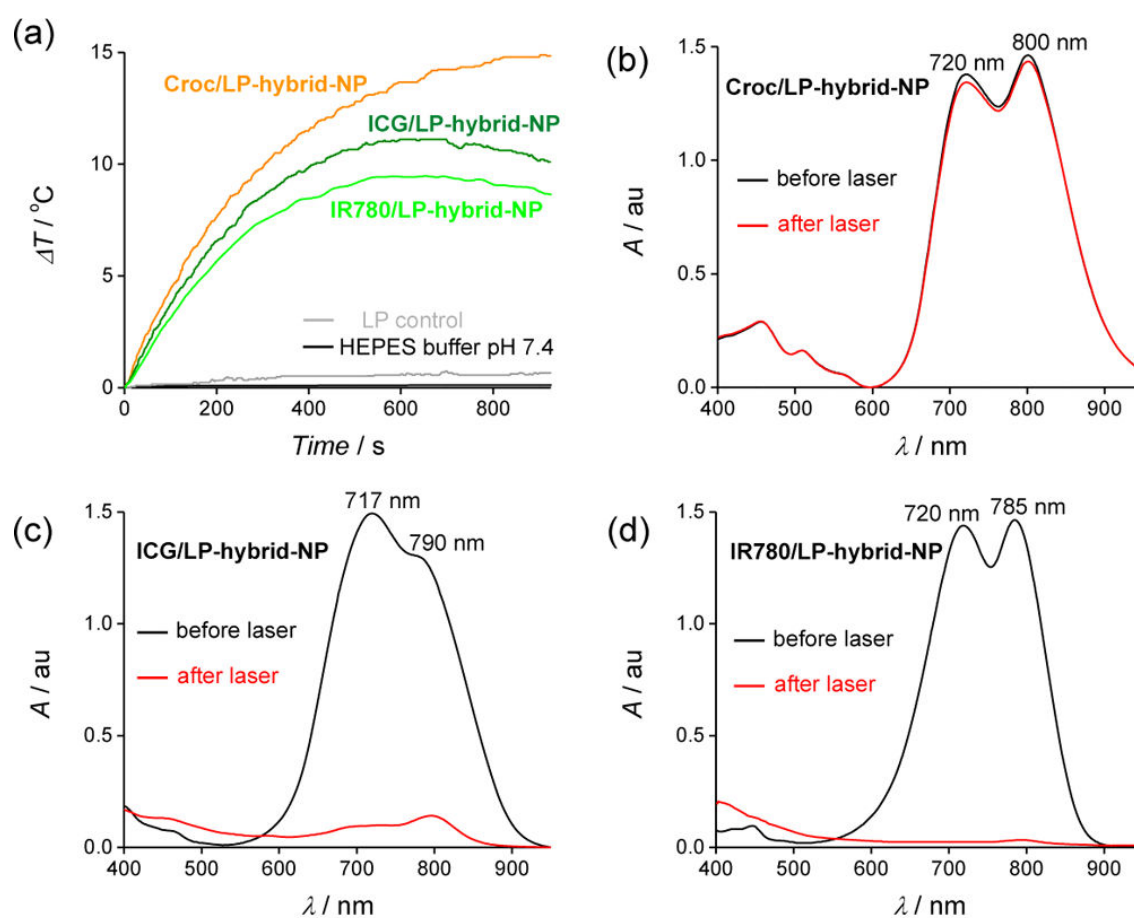 (a)
15
10
5
0
ΔT / °C
Croc/LP-hybrid-NP
ICG/LP-hybrid-NP
IR780/LP-hybrid-NP
LP control
HEPES buffer pH 7.4
0 200 400 600 800
Time / s
(b)
1.5
1.0
0.5
0.0
A / au
720 nm
800 nm
Croc/LP-hybrid-NP
before laser
after laser
400 500 600 700 800 900
λ / nm
(c)
1.5
1.0
0.5
0.0
A / au
717 nm
790 nm
ICG/LP-hybrid-NP
before laser
after laser
400 500 600 700 800 900
λ / nm
(d)
1.5
1.0
0.5
0.0
A / au
720 nm
785 nm
IR780/LP-hybrid-NP
before laser
after laser
400 500 600 700 800 900
λ / nm